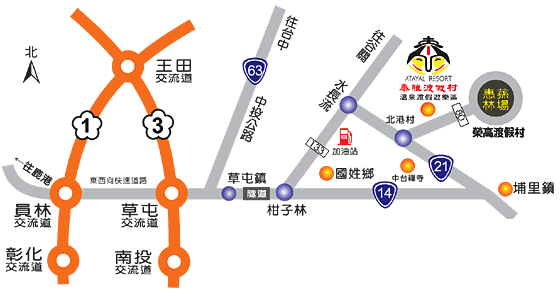 北
王田
交流道
1
3
往台中
63
中投公路
往谷關
水長流
ATAYAL RESORT
泰雅渡假村
溫泉渡假遊樂區
惠蓀
林場
榮高渡假村
80
北港村
133
加油站
國姓鄉
中台禪寺
21
14
埔里鎮
往鹿港
東西向快速道路
草屯鎮
隧道
柑子林
員林
交流道
草屯
交流道
彰化
交流道
南投
交流道